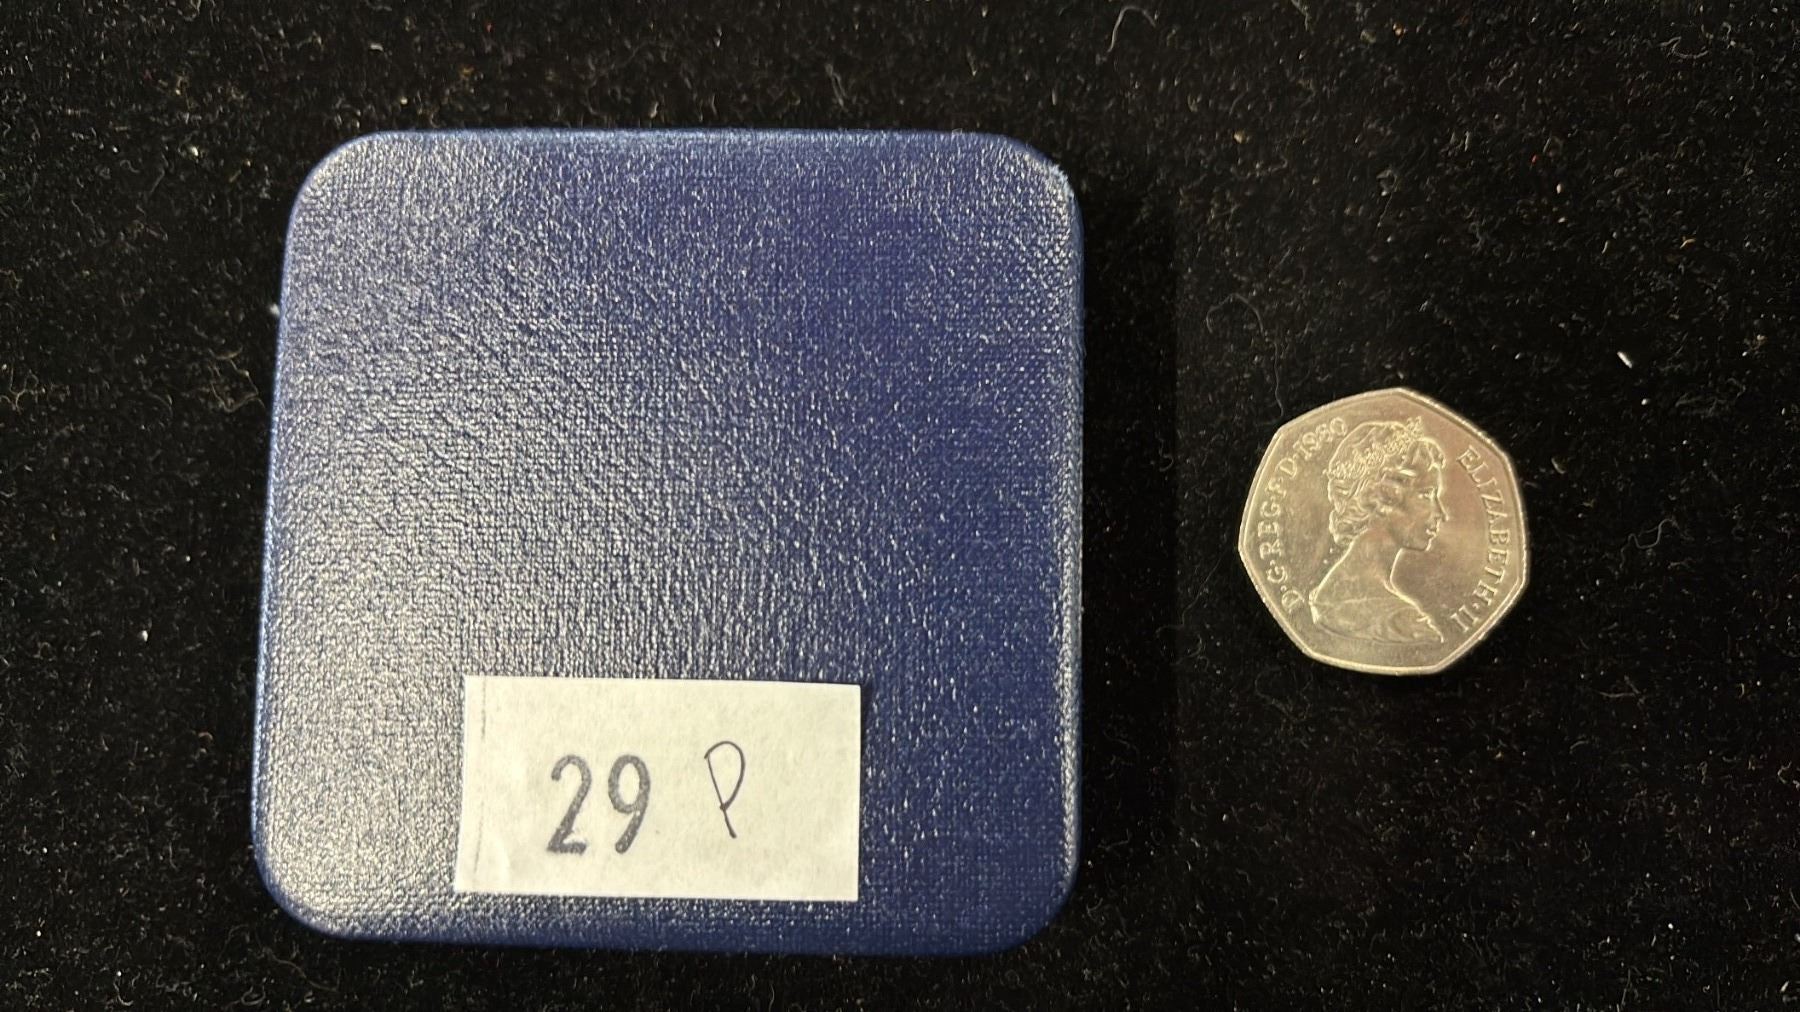 29 P
D·G·REG·F·D·1980
ELIZABETH·II